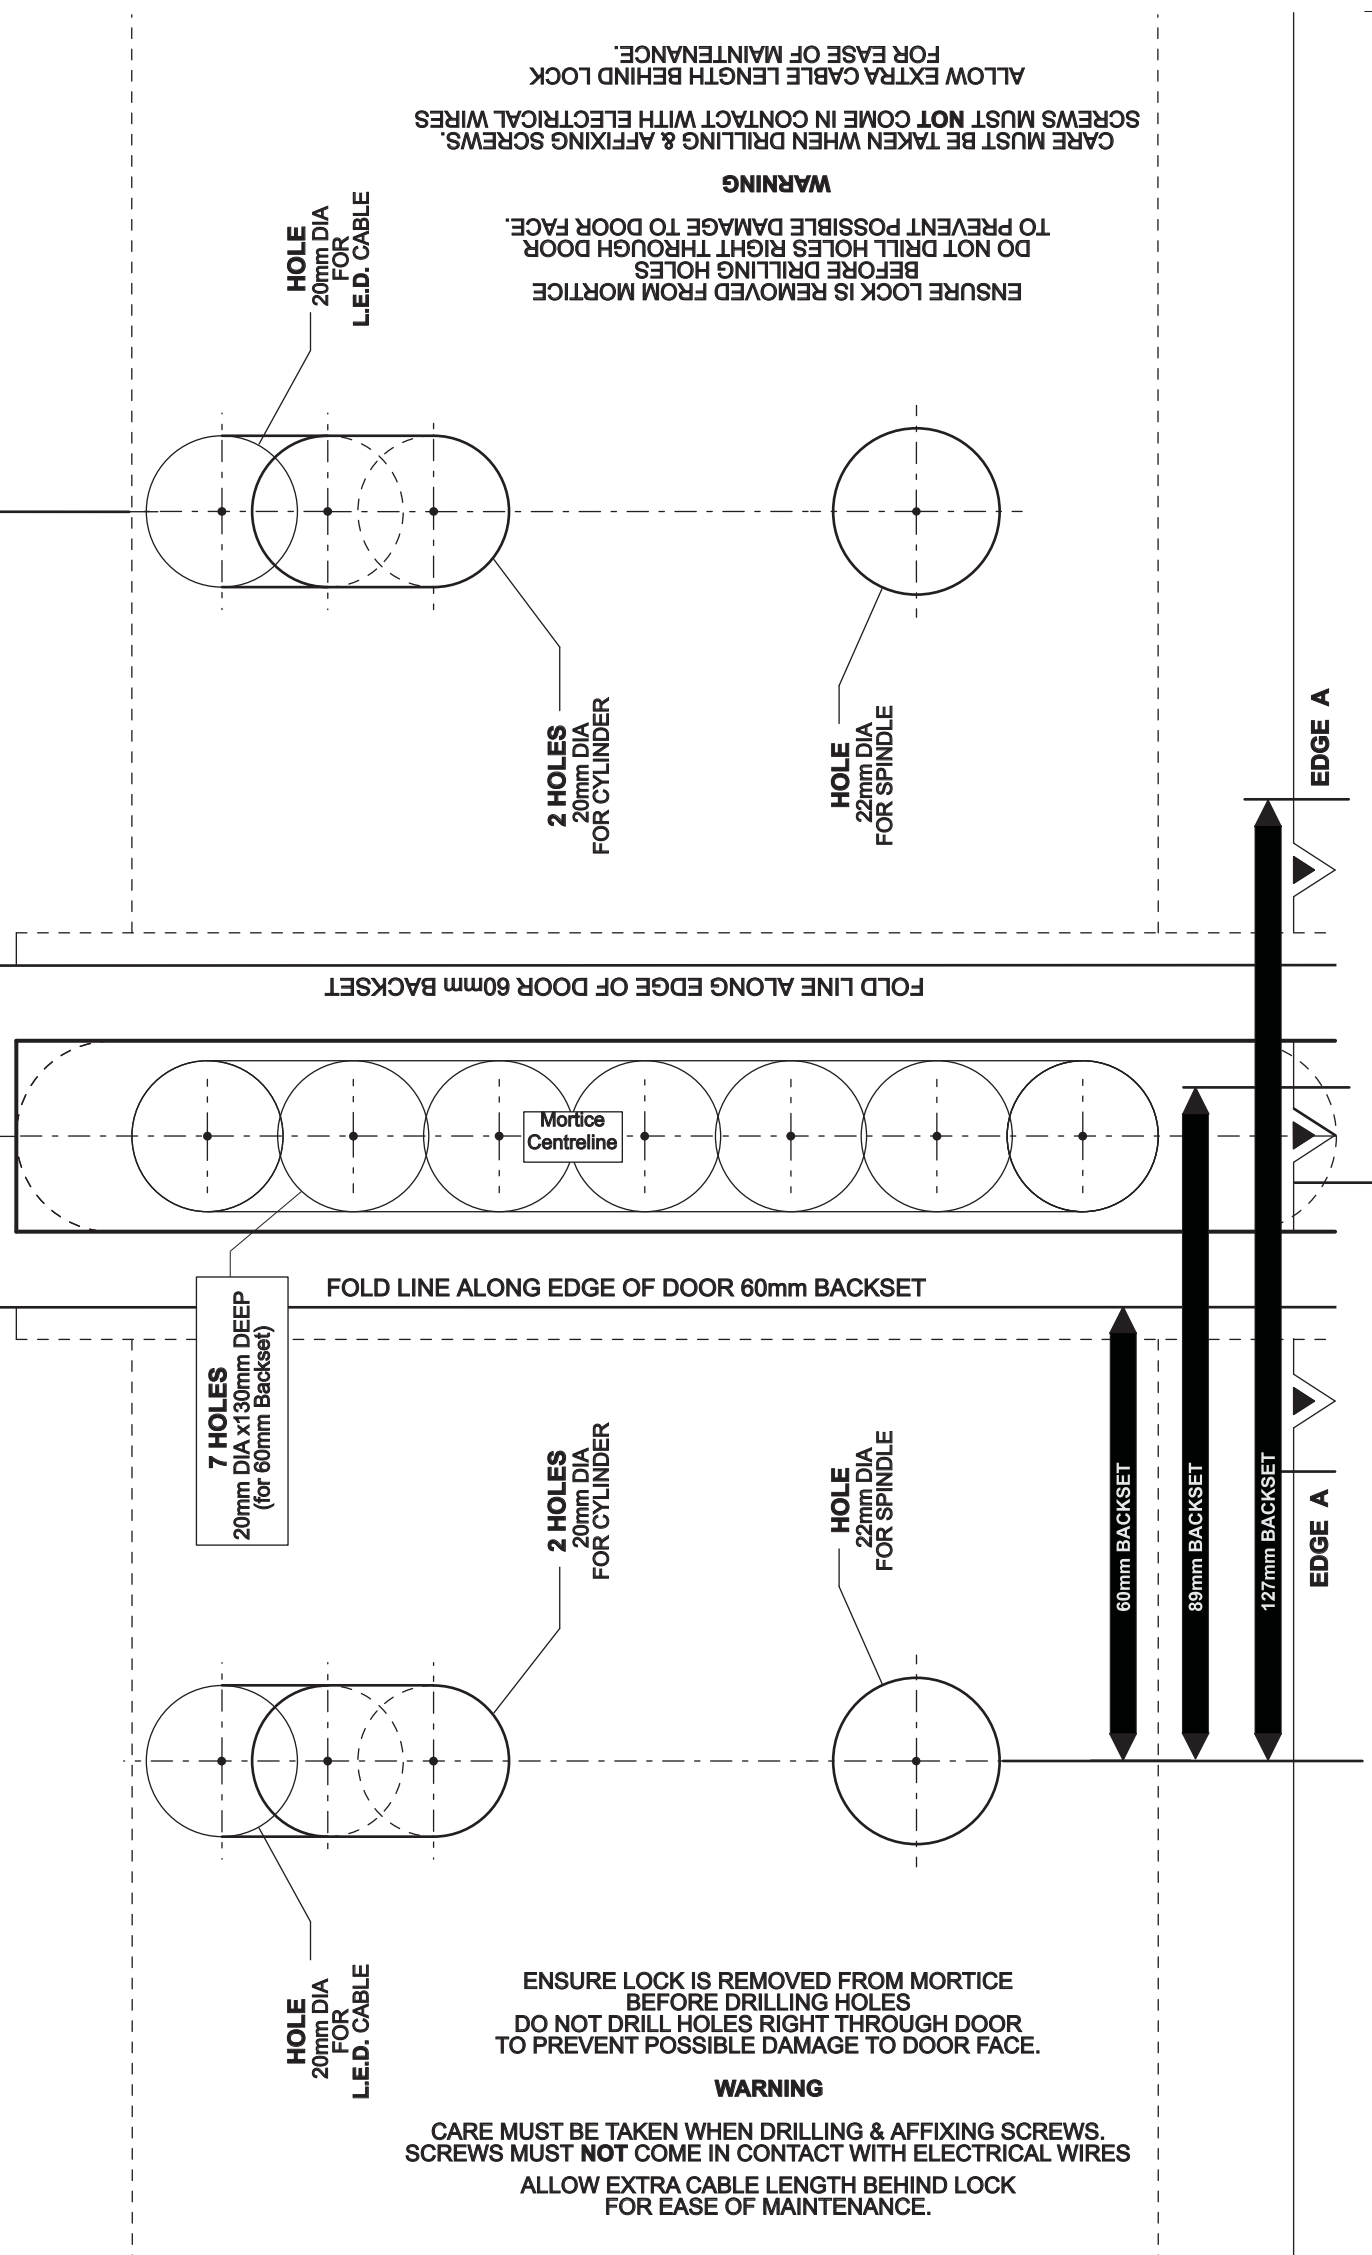 FOR EASE OF MAINTENANCE.
ALLOW EXTRA CABLE LENGTH BEHIND LOCK
SCREWS MUST NOT COME IN CONTACT WITH ELECTRICAL WIRES
CARE MUST BE TAKEN WHEN DRILLING & AFFIXING SCREWS.
WARNING
TO PREVENT POSSIBLE DAMAGE TO DOOR FACE.
DO NOT DRILL HOLES RIGHT THROUGH DOOR
BEFORE DRILLING HOLES
ENSURE LOCK IS REMOVED FROM MORTICE
HOLE
20mm DIA
FOR
L.E.D. CABLE
2 HOLES
20mm DIA
FOR CYLINDER
HOLE
22mm DIA
FOR SPINDLE
EDGE A
FOLD LINE ALONG EDGE OF DOOR 60mm BACKSET
Mortice
Centreline
FOLD LINE ALONG EDGE OF DOOR 60mm BACKSET
7 HOLES
20mm DIA x130mm DEEP
(for 60mm Backset)
2 HOLES
20mm DIA
FOR CYLINDER
HOLE
22mm DIA
FOR SPINDLE
60mm BACKSET
89mm BACKSET
127mm BACKSET
EDGE A
HOLE
20mm DIA
FOR
L.E.D. CABLE
ENSURE LOCK IS REMOVED FROM MORTICE
BEFORE DRILLING HOLES
DO NOT DRILL HOLES RIGHT THROUGH DOOR
TO PREVENT POSSIBLE DAMAGE TO DOOR FACE.
WARNING
CARE MUST BE TAKEN WHEN DRILLING & AFFIXING SCREWS.
SCREWS MUST NOT COME IN CONTACT WITH ELECTRICAL WIRES
ALLOW EXTRA CABLE LENGTH BEHIND LOCK
FOR EASE OF MAINTENANCE.